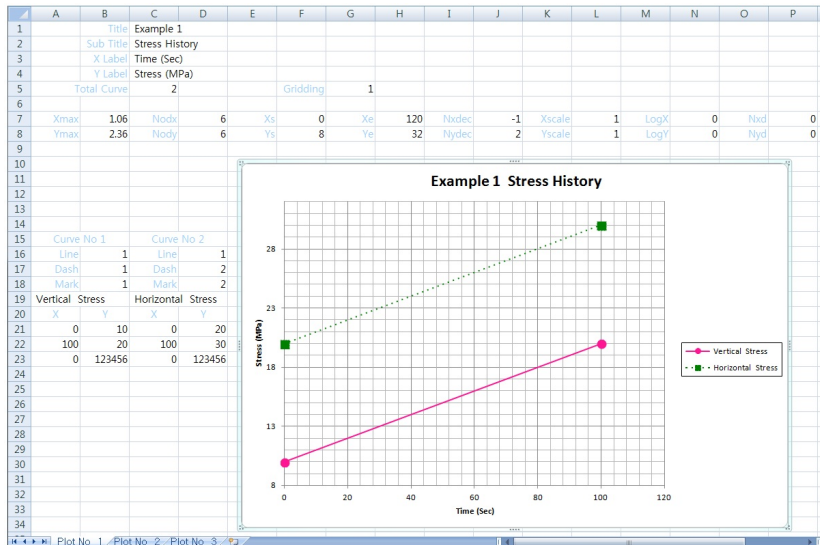 A B C D E F G H I J K L M N O P
1 Title Example 1
2 Sub Title Stress History
3 X Label Time (Sec)
4 Y Label Stress (MPa)
5 Total Curve 2 Gridding 1
6
7 Xmax 1.06 Nodx 6 Xs 0 Xe 120 Nxdec -1 Xscale 1 LogX 0 Nxd 0
8 Ymax 2.36 Nody 6 Ys 8 Ye 32 Nydec 2 Yscale 1 LogY 0 Nyd 0
9
10
11
12
13
14
15 Curve No 1 Curve No 2
16 Line 1 Line 1
17 Dash 1 Dash 2
18 Mark 1 Mark 2
19 Vertical Stress Horizontal Stress
20 X Y X Y
21 0 10 0 20
22 100 20 100 30
23 0 123456 0 123456
24
25
26
27
28
29
30
31
32
33
34
Example 1 Stress History
28
23
18
13
8
Stress (MPa)
0 20 40 60 80 100 120
Time (Sec)
Vertical Stress
Horizontal Stress
Plot No 1 Plot No 2 Plot No 3